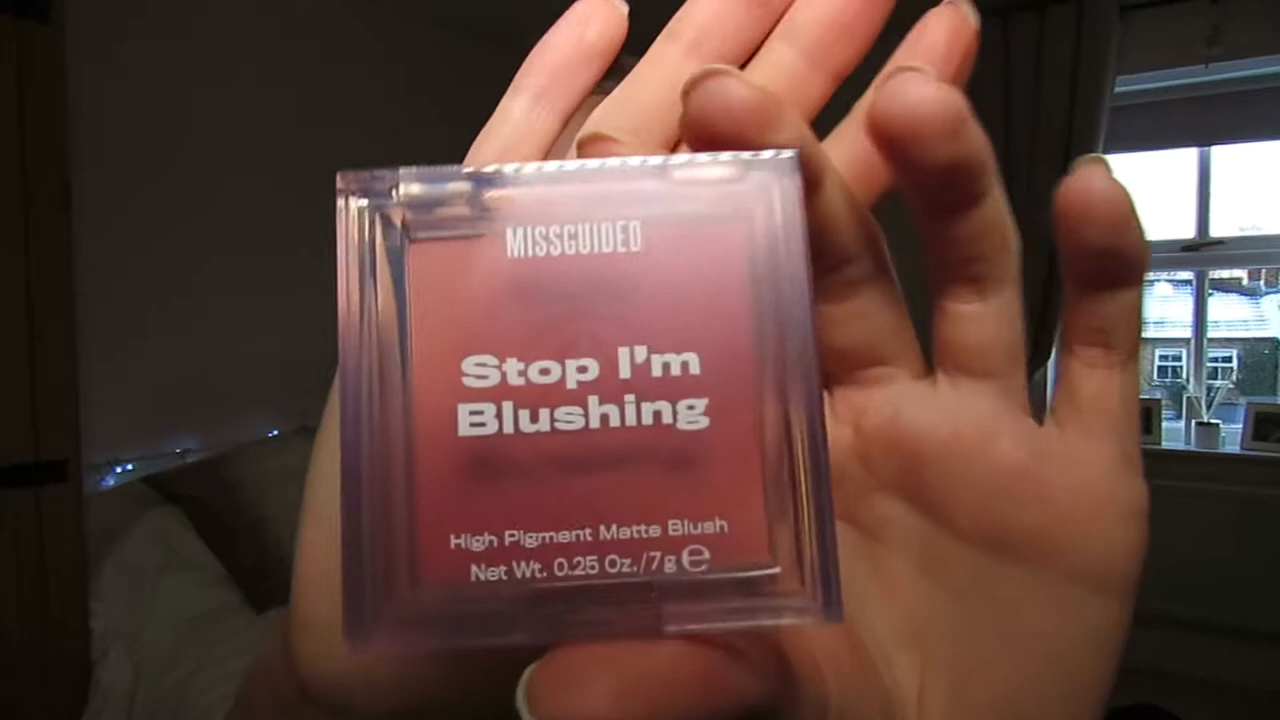 MISSGUIDED
Stop I'm
Blushing
High Pigment Matte Blush
Net Wt. 0.25 Oz./7g ℮